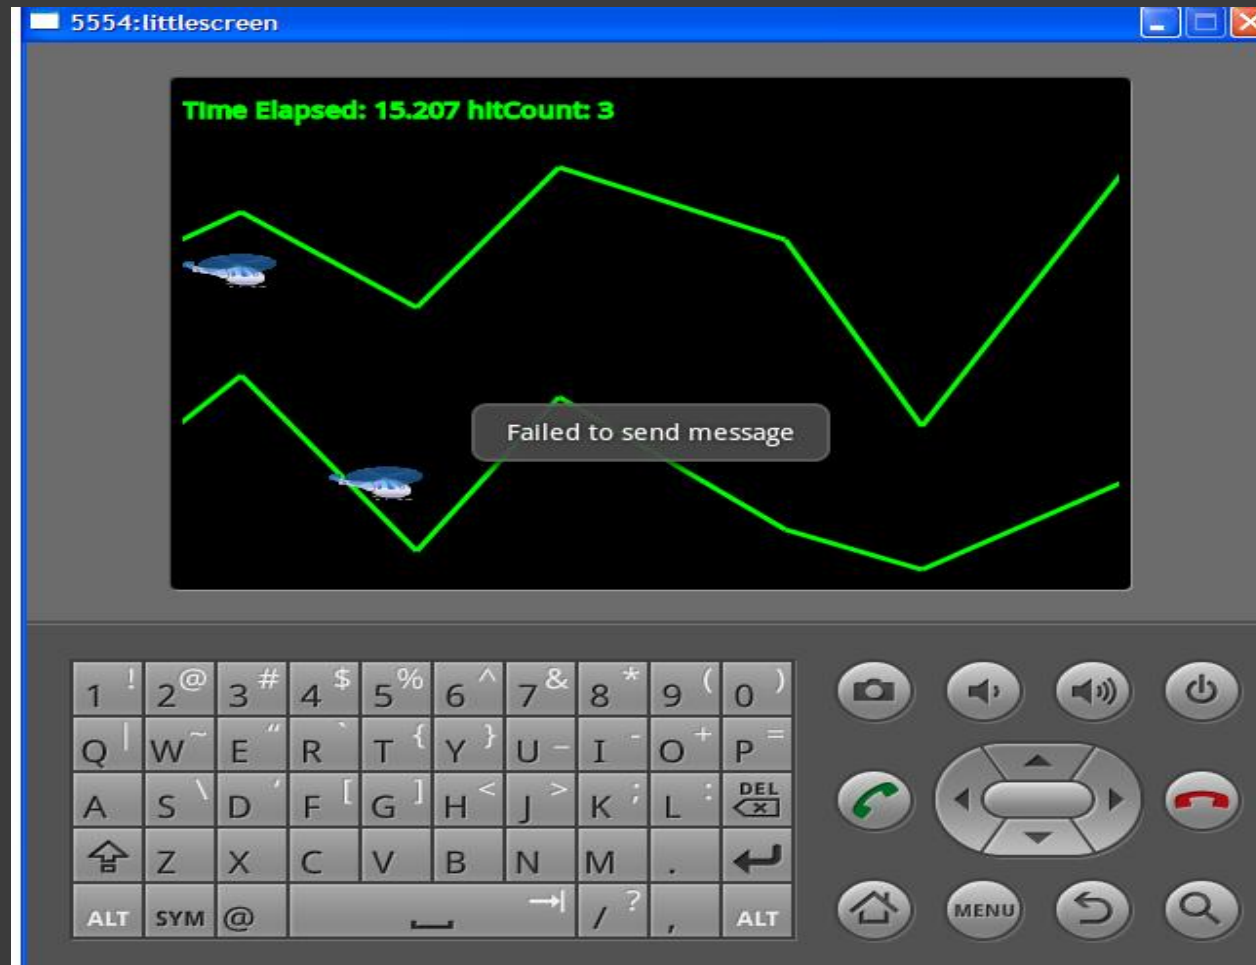 5554:littlescreen
Time Elapsed: 15.207 hitCount: 3
Failed to send message
1 ! 2 @ 3 # 4 $ 5 % 6 ^ 7 & 8 * 9 ( 0 )
Q | W ~ E “ R ` T { Y } U _ I - O + P =
A S \ D ' F [ G ] H < J > K ; L : DEL
Z X C V B N M .
ALT SYM @ / ? , ALT
MENU